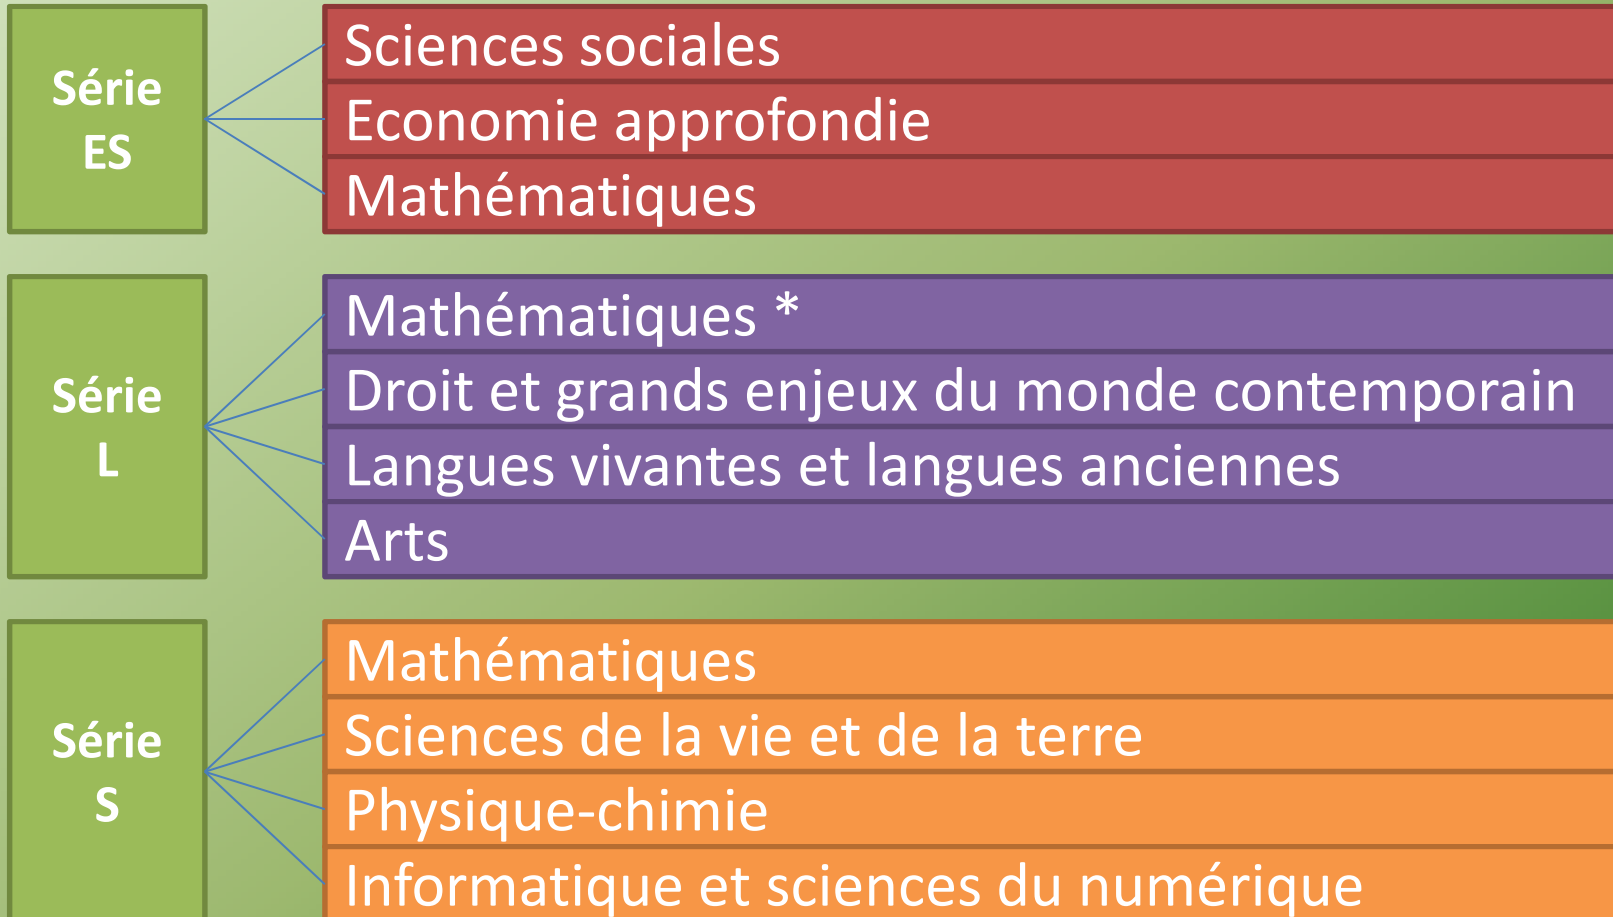 Série
ES
Sciences sociales
Economie approfondie
Mathématiques
Série
L
Mathématiques *
Droit et grands enjeux du monde contemporain
Langues vivantes et langues anciennes
Arts
Série
S
Mathématiques
Sciences de la vie et de la terre
Physique-chimie
Informatique et sciences du numérique